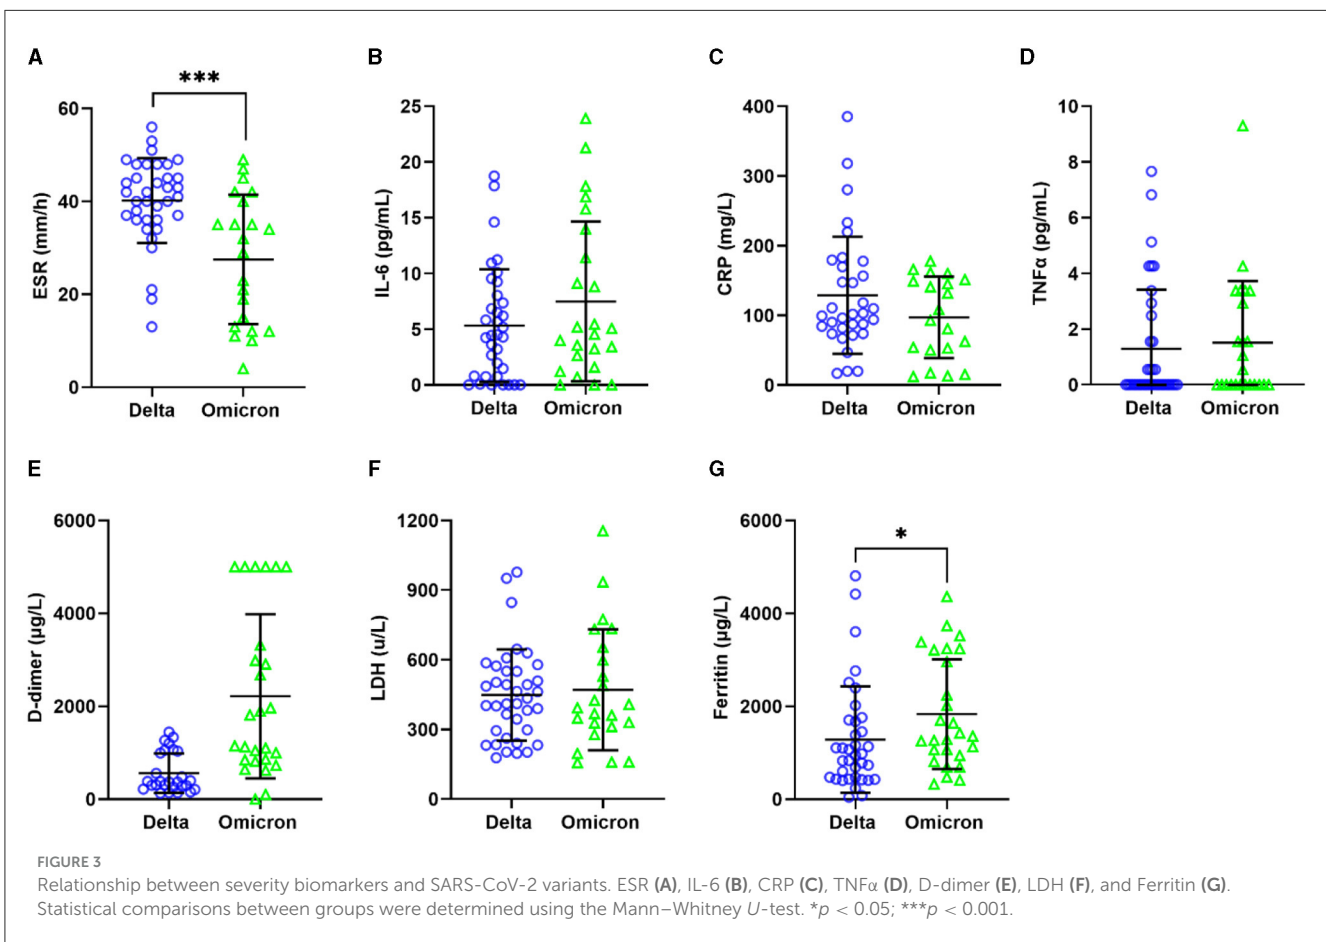 A
B
C
D
***
ESR (mm/h)
60
40
20
0
Delta Omicron
IL-6 (pg/mL)
25
20
15
10
5
0
Delta Omicron
CRP (mg/L)
400
300
200
100
0
Delta Omicron
TNFα (pg/mL)
10
8
6
4
2
0
Delta Omicron
E
F
G
D-dimer (µg/L)
6000
4000
2000
0
Delta Omicron
LDH (u/L)
1200
900
600
300
0
Delta Omicron
*
Ferritin (µg/L)
6000
4000
2000
0
Delta Omicron
FIGURE 3
Relationship between severity biomarkers and SARS-CoV-2 variants. ESR (A), IL-6 (B), CRP (C), TNFα (D), D-dimer (E), LDH (F), and Ferritin (G).
Statistical comparisons between groups were determined using the Mann–Whitney U-test. *p < 0.05; ***p < 0.001.